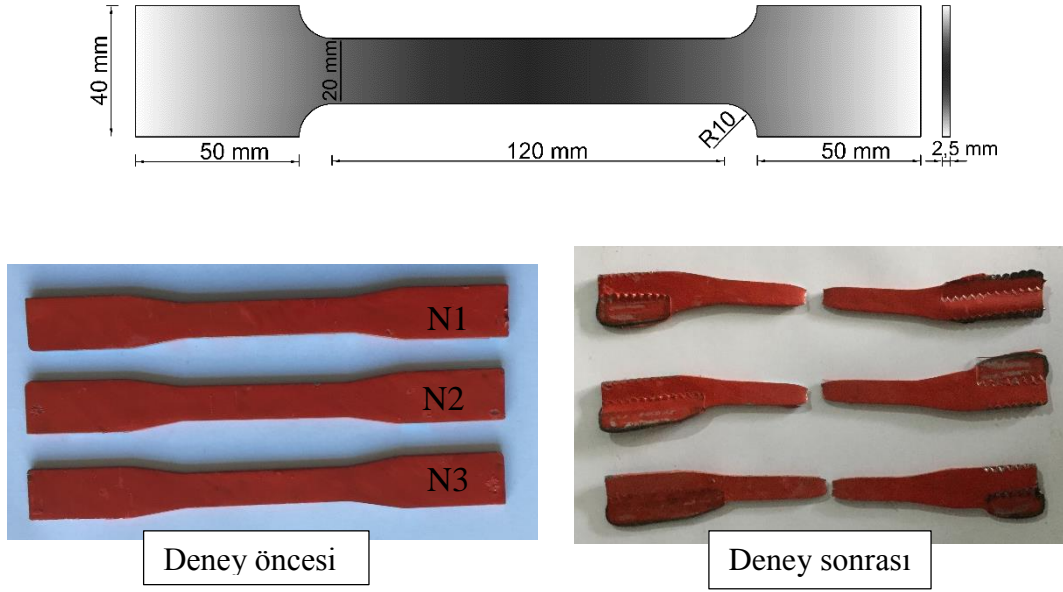 40 mm
20 mm
R10
50 mm
120 mm
50 mm
2,5 mm
N1
N2
N3
Deney öncesi
Deney sonrası